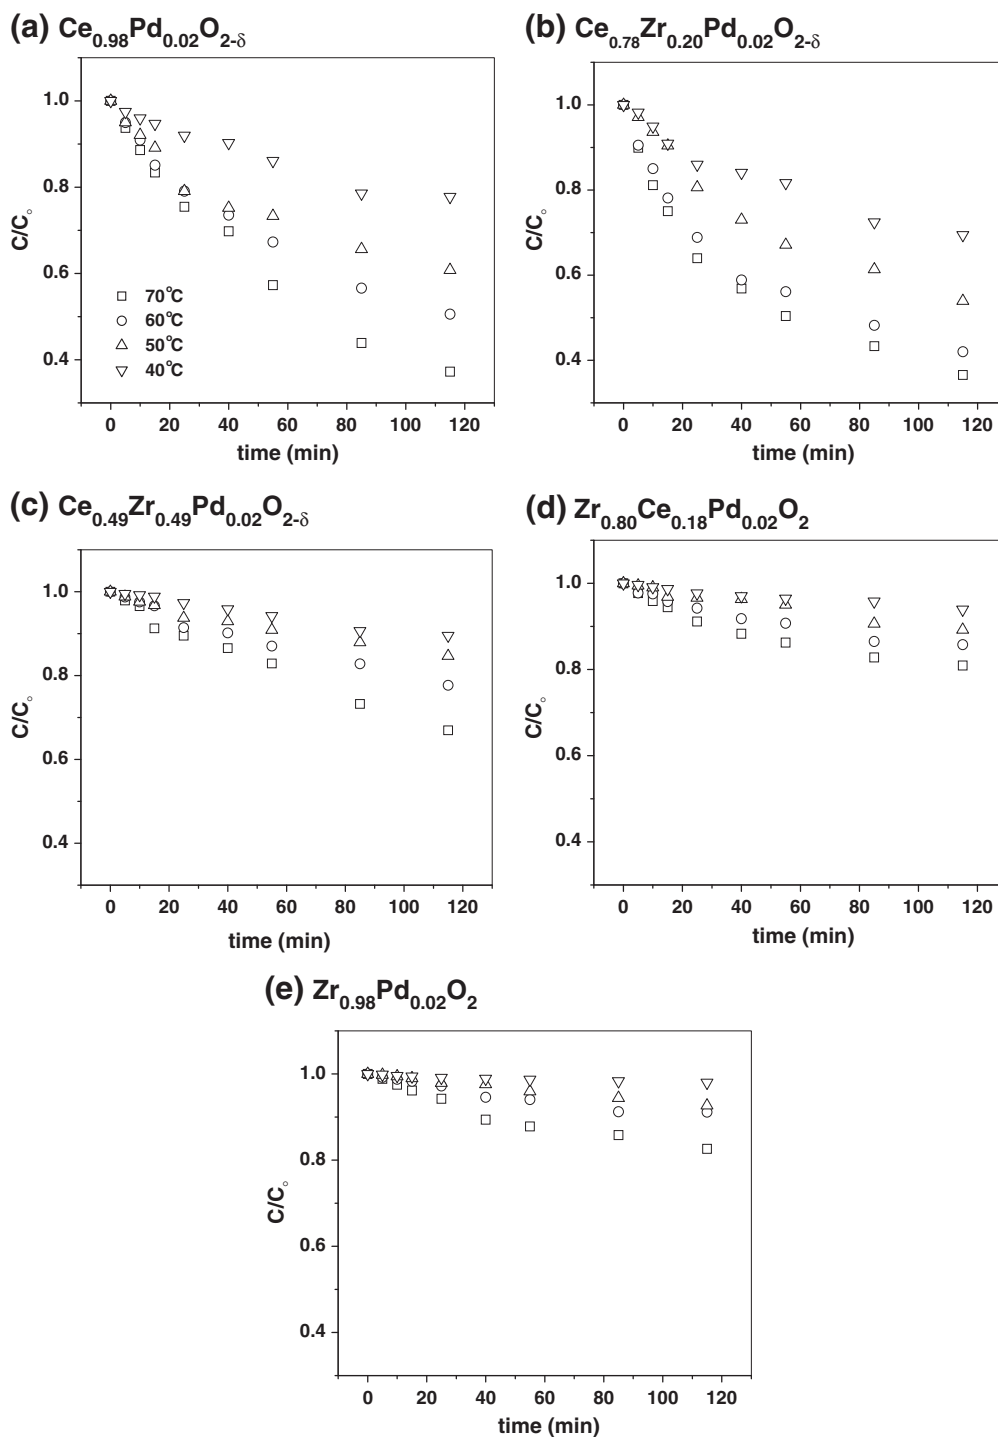 (a) Ce0.98Pd0.02O2-δ
1.0
0.8
0.6
0.4
C/C°
70°C
60°C
50°C
40°C
0 20 40 60 80 100 120
time (min)
(b) Ce0.78Zr0.20Pd0.02O2-δ
1.0
0.8
0.6
0.4
C/C°
0 20 40 60 80 100 120
time (min)
(c) Ce0.49Zr0.49Pd0.02O2-δ
1.0
0.8
0.6
0.4
C/C°
0 20 40 60 80 100 120
time (min)
(d) Zr0.80Ce0.18Pd0.02O2
1.0
0.8
0.6
0.4
C/C°
0 20 40 60 80 100 120
time (min)
(e) Zr0.98Pd0.02O2
1.0
0.8
0.6
0.4
C/C°
0 20 40 60 80 100 120
time (min)